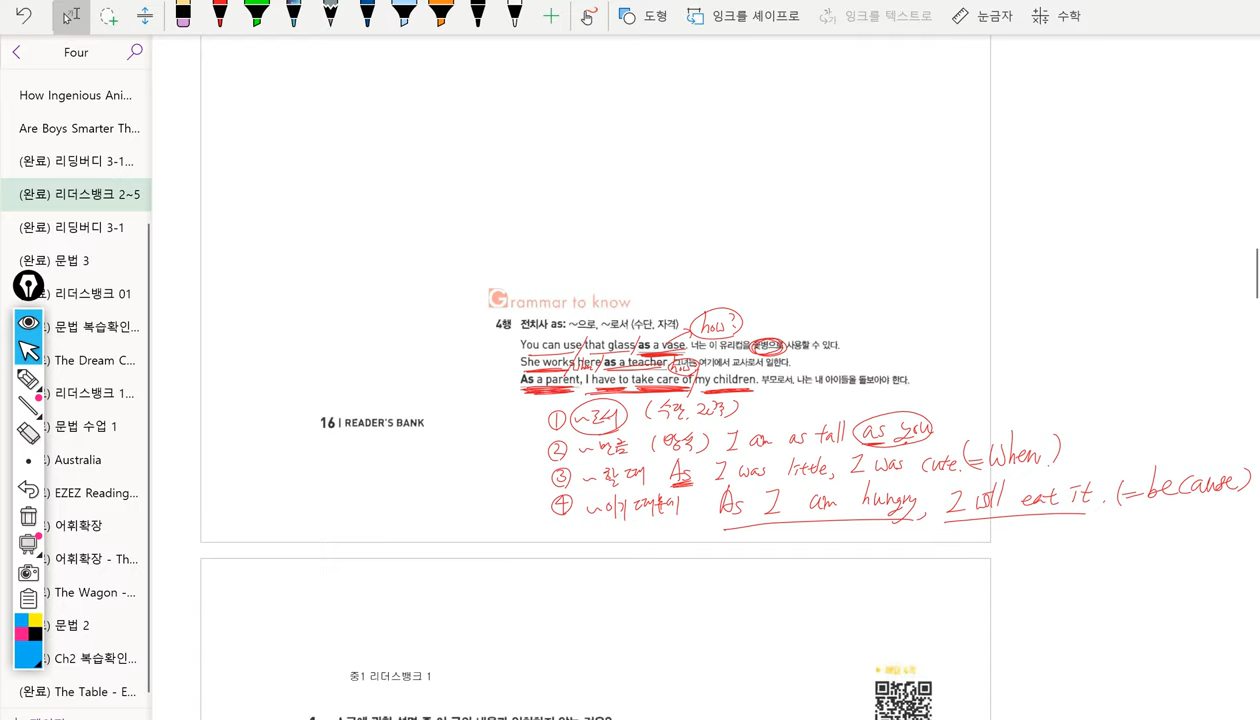 도형
잉크를 셰이프로
잉크를 텍스트로
눈금자
수학
Four
How Ingenious Ani...
Are Boys Smarter Th...
(완료) 리딩버디 3-1...
(완료) 리더스뱅크 2~5
(완료) 리딩버디 3-1
(완료) 문법 3
리더스뱅크 01
문법 복습확인...
The Dream C...
리더스뱅크 1...
문법 수업 1
Australia
EZEZ Reading...
어휘확장
어휘확장 - Th...
The Wagon -...
문법 2
Ch2 복습확인...
(완료) The Table - E...
Grammar to know
4행 전치사 as: ~으로, ~로서 (수단, 자격)
how?
You can use that glass as a vase. 너는 이 유리컵을 꽃병으로 사용할 수 있다.
She works here as a teacher. 그녀는 여기에서 교사로서 일한다.
As a parent, I have to take care of my children. 부모로서, 나는 내 아이들을 돌보아야 한다.
① ~로서 (수단, 자격)
② ~만큼 I am as tall as you
③ ~할 때 As I was little, I was cute. (=When)
④ ~이기 때문에 As I am hungry, I will eat it. (=because)
16 | READER'S BANK
중1 리더스뱅크 1